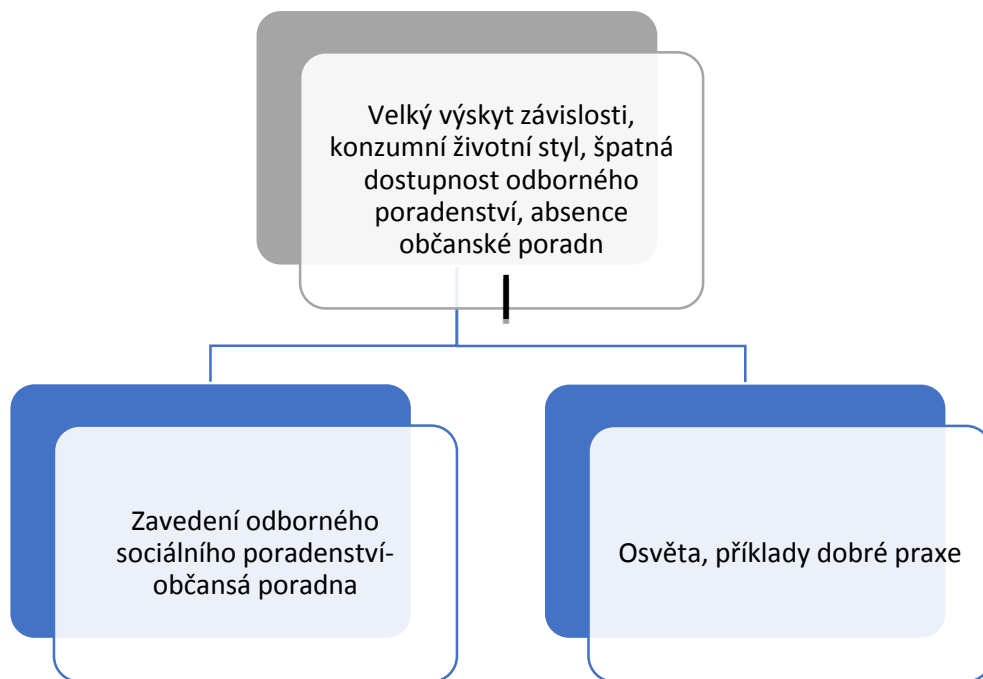 Velký výskyt závislosti,
konzumní životní styl, špatná
dostupnost odborného
poradenství, absence
občanské poradn
Zavedení odborného
sociálního poradenství-
občansá poradna
Osvěta, příklady dobré praxe